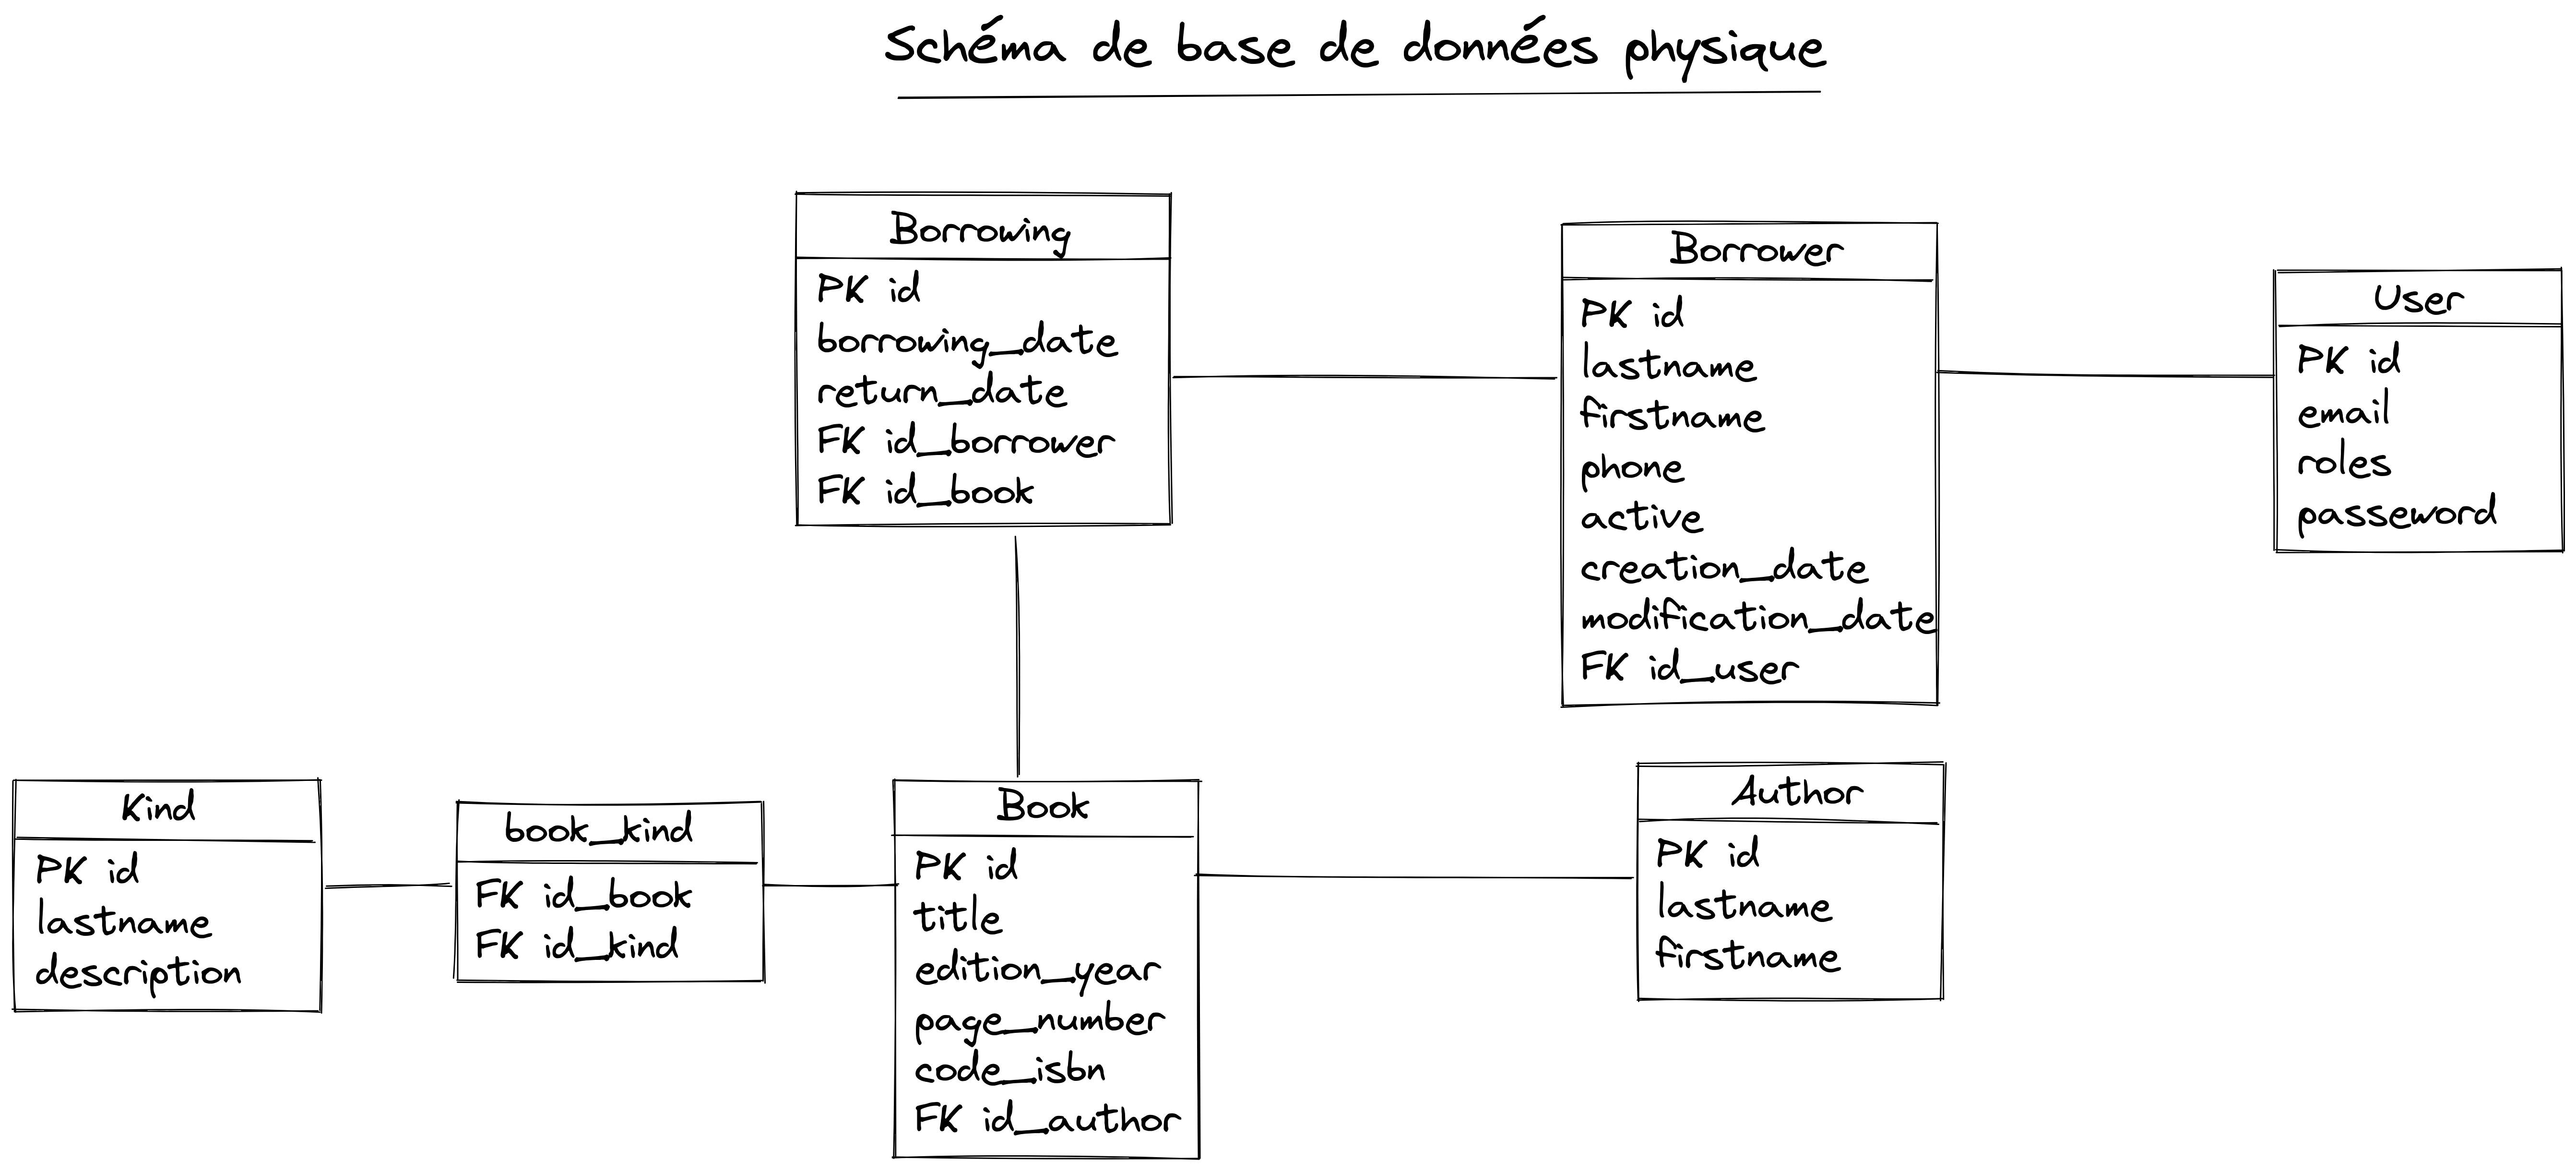 Schéma de base de données physique
Borrowing
PK id
borrowing_date
return_date
FK id_borrower
FK id_book
Borrower
PK id
lastname
firstname
phone
active
creation_date
modification_date
FK id_user
User
PK id
email
roles
passeword
Kind
PK id
lastname
description
book_kind
FK id_book
FK id_kind
Book
PK id
title
edition_year
page_number
code_isbn
FK id_author
Author
PK id
lastname
firstname